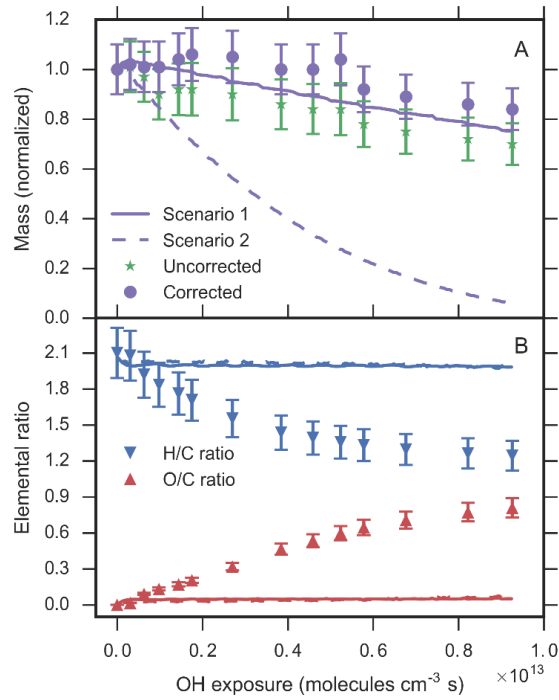 1.2
A
1.0
0.8
0.6
0.4
0.2
0.0
Mass (normalized)
Scenario 1
Scenario 2
Uncorrected
Corrected
B
2.1
1.8
1.5
1.2
0.9
0.6
0.3
0.0
Elemental ratio
H/C ratio
O/C ratio
0.0 0.2 0.4 0.6 0.8 1.0
×10¹³
OH exposure (molecules cm⁻³ s)